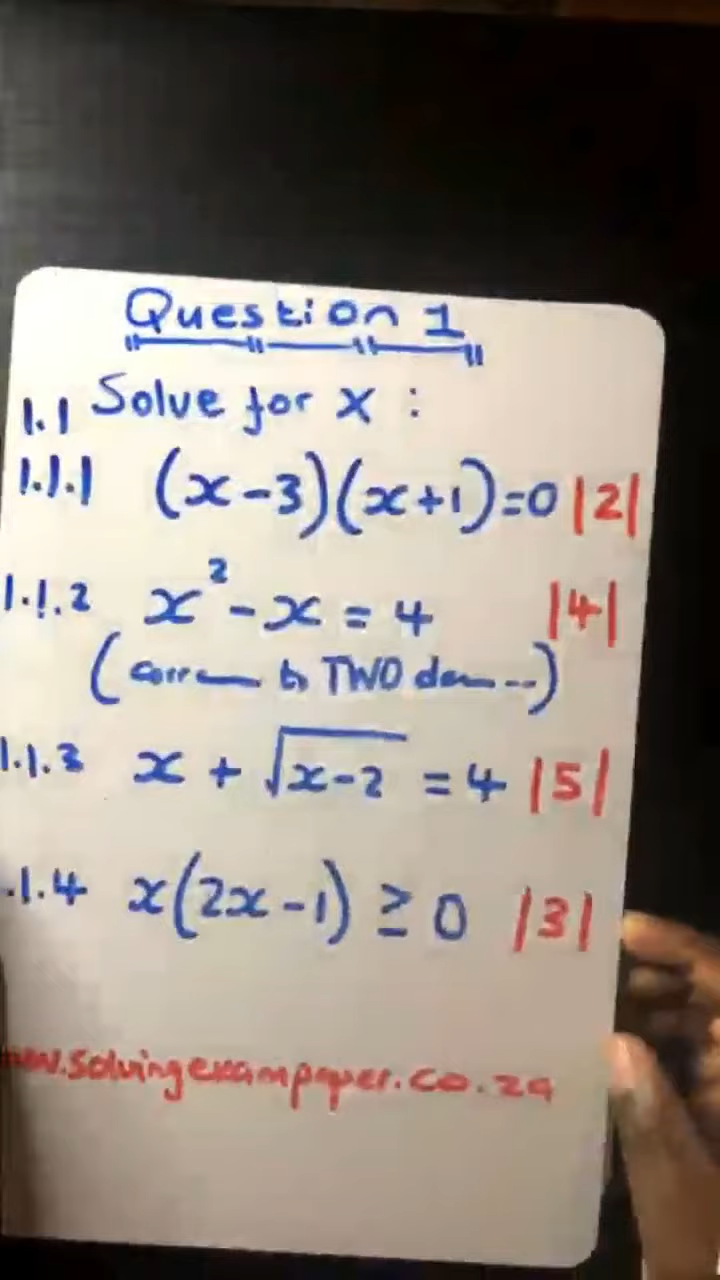 Question 1
1.1 Solve for x :
1.1.1 (x-3)(x+1)=0 |2|
1.1.2 x² - x = 4 |4|
( to TWO )
1.1.3 x + √x-2 = 4 |5|
.1.4 x(2x-1) ≥ 0 |3|
.solvingexampaper.co.za